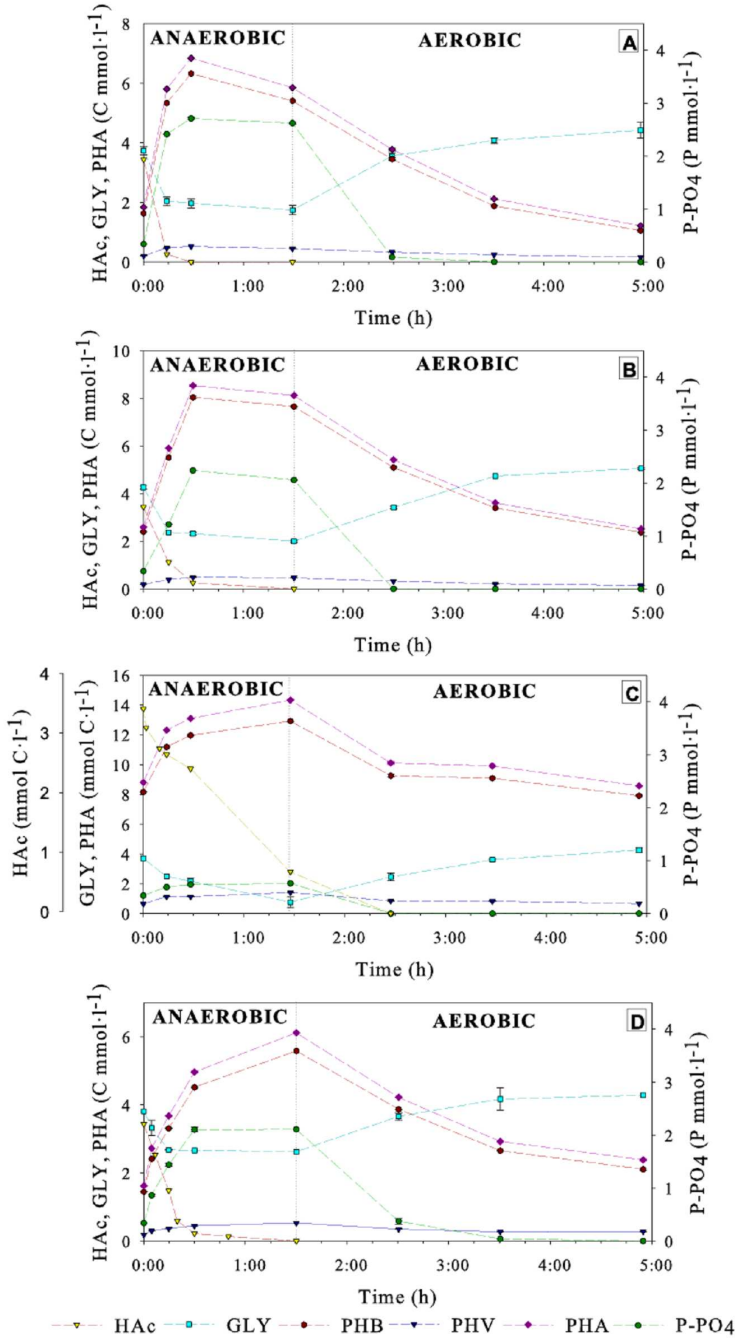 HAc, GLY, PHA (C mmol·l-1)
8
6
4
2
0
ANAEROBIC
AEROBIC
A
4
3
2
1
0
P-PO4 (P mmol·l-1)
0:00 1:00 2:00 3:00 4:00 5:00
Time (h)
HAc, GLY, PHA (C mmol·l-1)
10
8
6
4
2
0
ANAEROBIC
AEROBIC
B
4
3
2
1
0
P-PO4 (P mmol·l-1)
0:00 1:00 2:00 3:00 4:00 5:00
Time (h)
HAc (mmol C·l-1)
4
3
2
1
0
GLY, PHA (mmol C·l-1)
16
14
12
10
8
6
4
2
0
ANAEROBIC
AEROBIC
C
4
3
2
1
0
P-PO4 (P mmol·l-1)
0:00 1:00 2:00 3:00 4:00 5:00
Time (h)
HAc, GLY, PHA (C mmol·l-1)
6
4
2
0
ANAEROBIC
AEROBIC
D
4
3
2
1
0
P-PO4 (P mmol·l-1)
0:00 1:00 2:00 3:00 4:00 5:00
Time (h)
HAc GLY PHB PHV PHA P-PO4